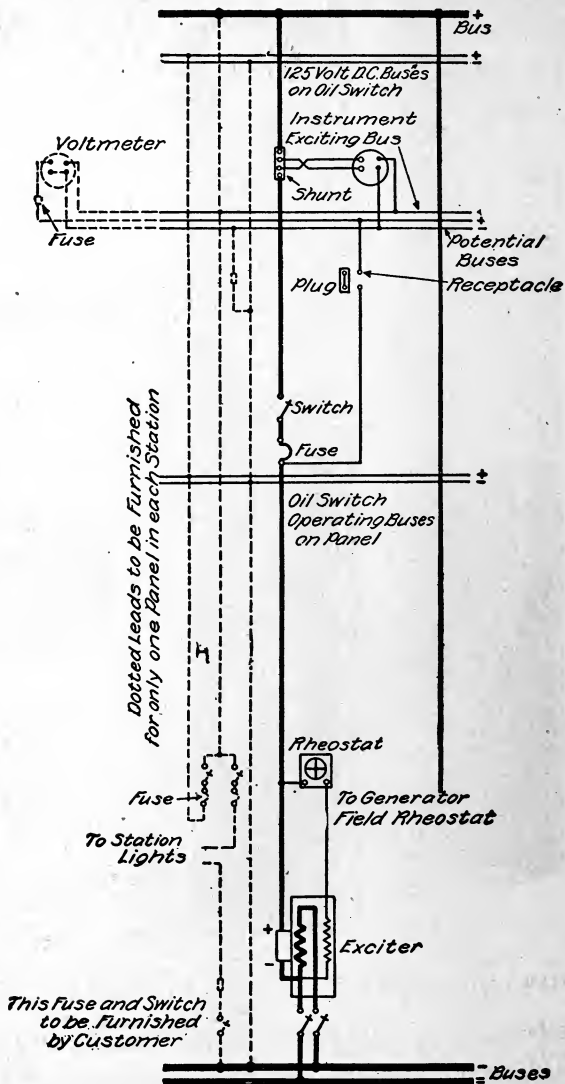 +
Bus
+
-
125 Volt D.C. Buses
on Oil Switch
Instrument
Exciting Bus
Voltmeter
Shunt
Fuse
1
+
-
Potential
Buses
Plug
Receptacle
Switch
Fuse
+
-
Oil Switch
Operating Buses
on Panel
Dotted Leads to be Furnished
for only one Panel in each Station
Rheostat
Fuse
To Generator
Field Rheostat
To Station
Lights
+
-
Exciter
This Fuse and Switch
to be Furnished
by Customer
-
Buses